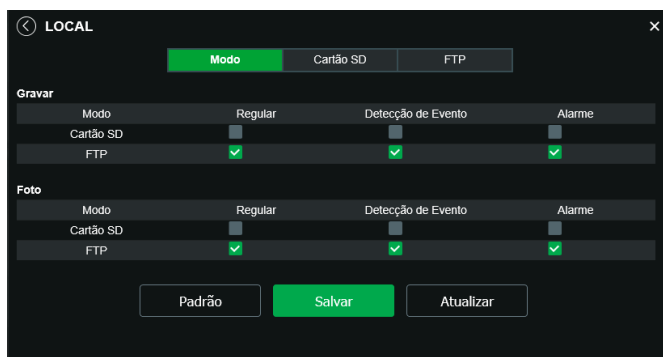 LOCAL
Modo Cartão SD FTP
Gravar
Modo Regular Detecção de Evento Alarme
Cartão SD
FTP
Foto
Modo Regular Detecção de Evento Alarme
Cartão SD
FTP
Padrão Salvar Atualizar